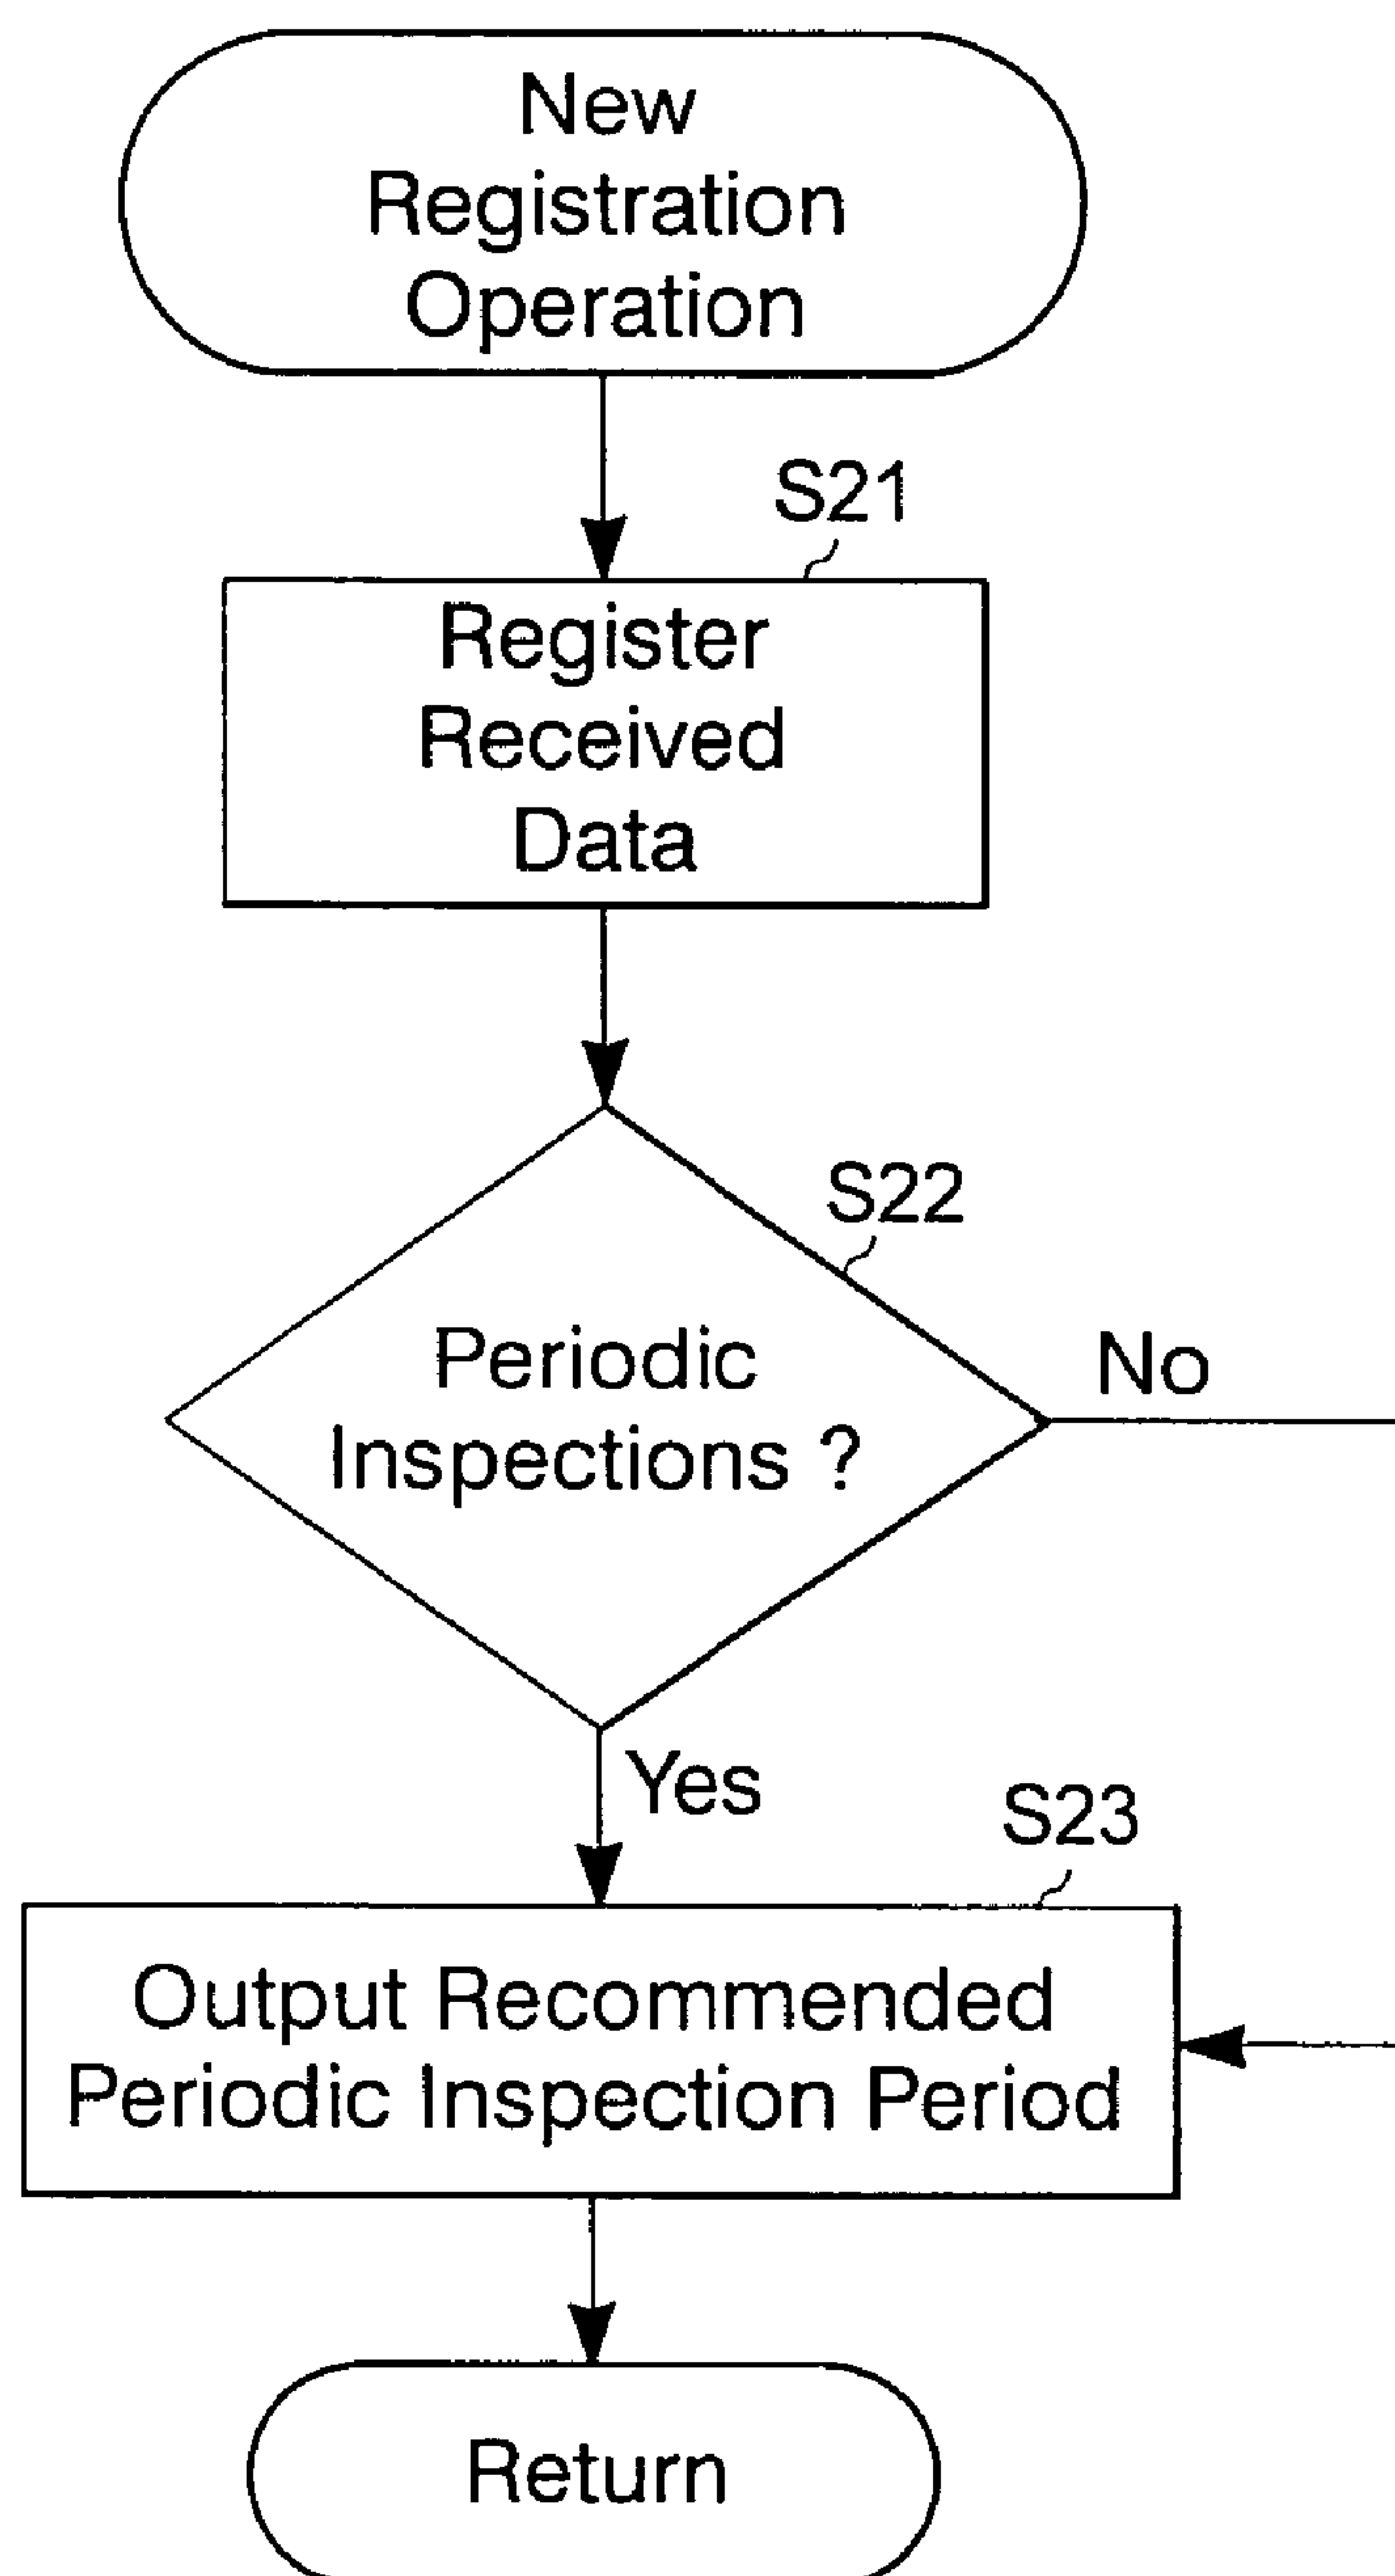 New
Registration
Operation
S21
Register
Received
Data
S22
Periodic
Inspections ?
No
Yes
S23
Output Recommended
Periodic Inspection Period
Return